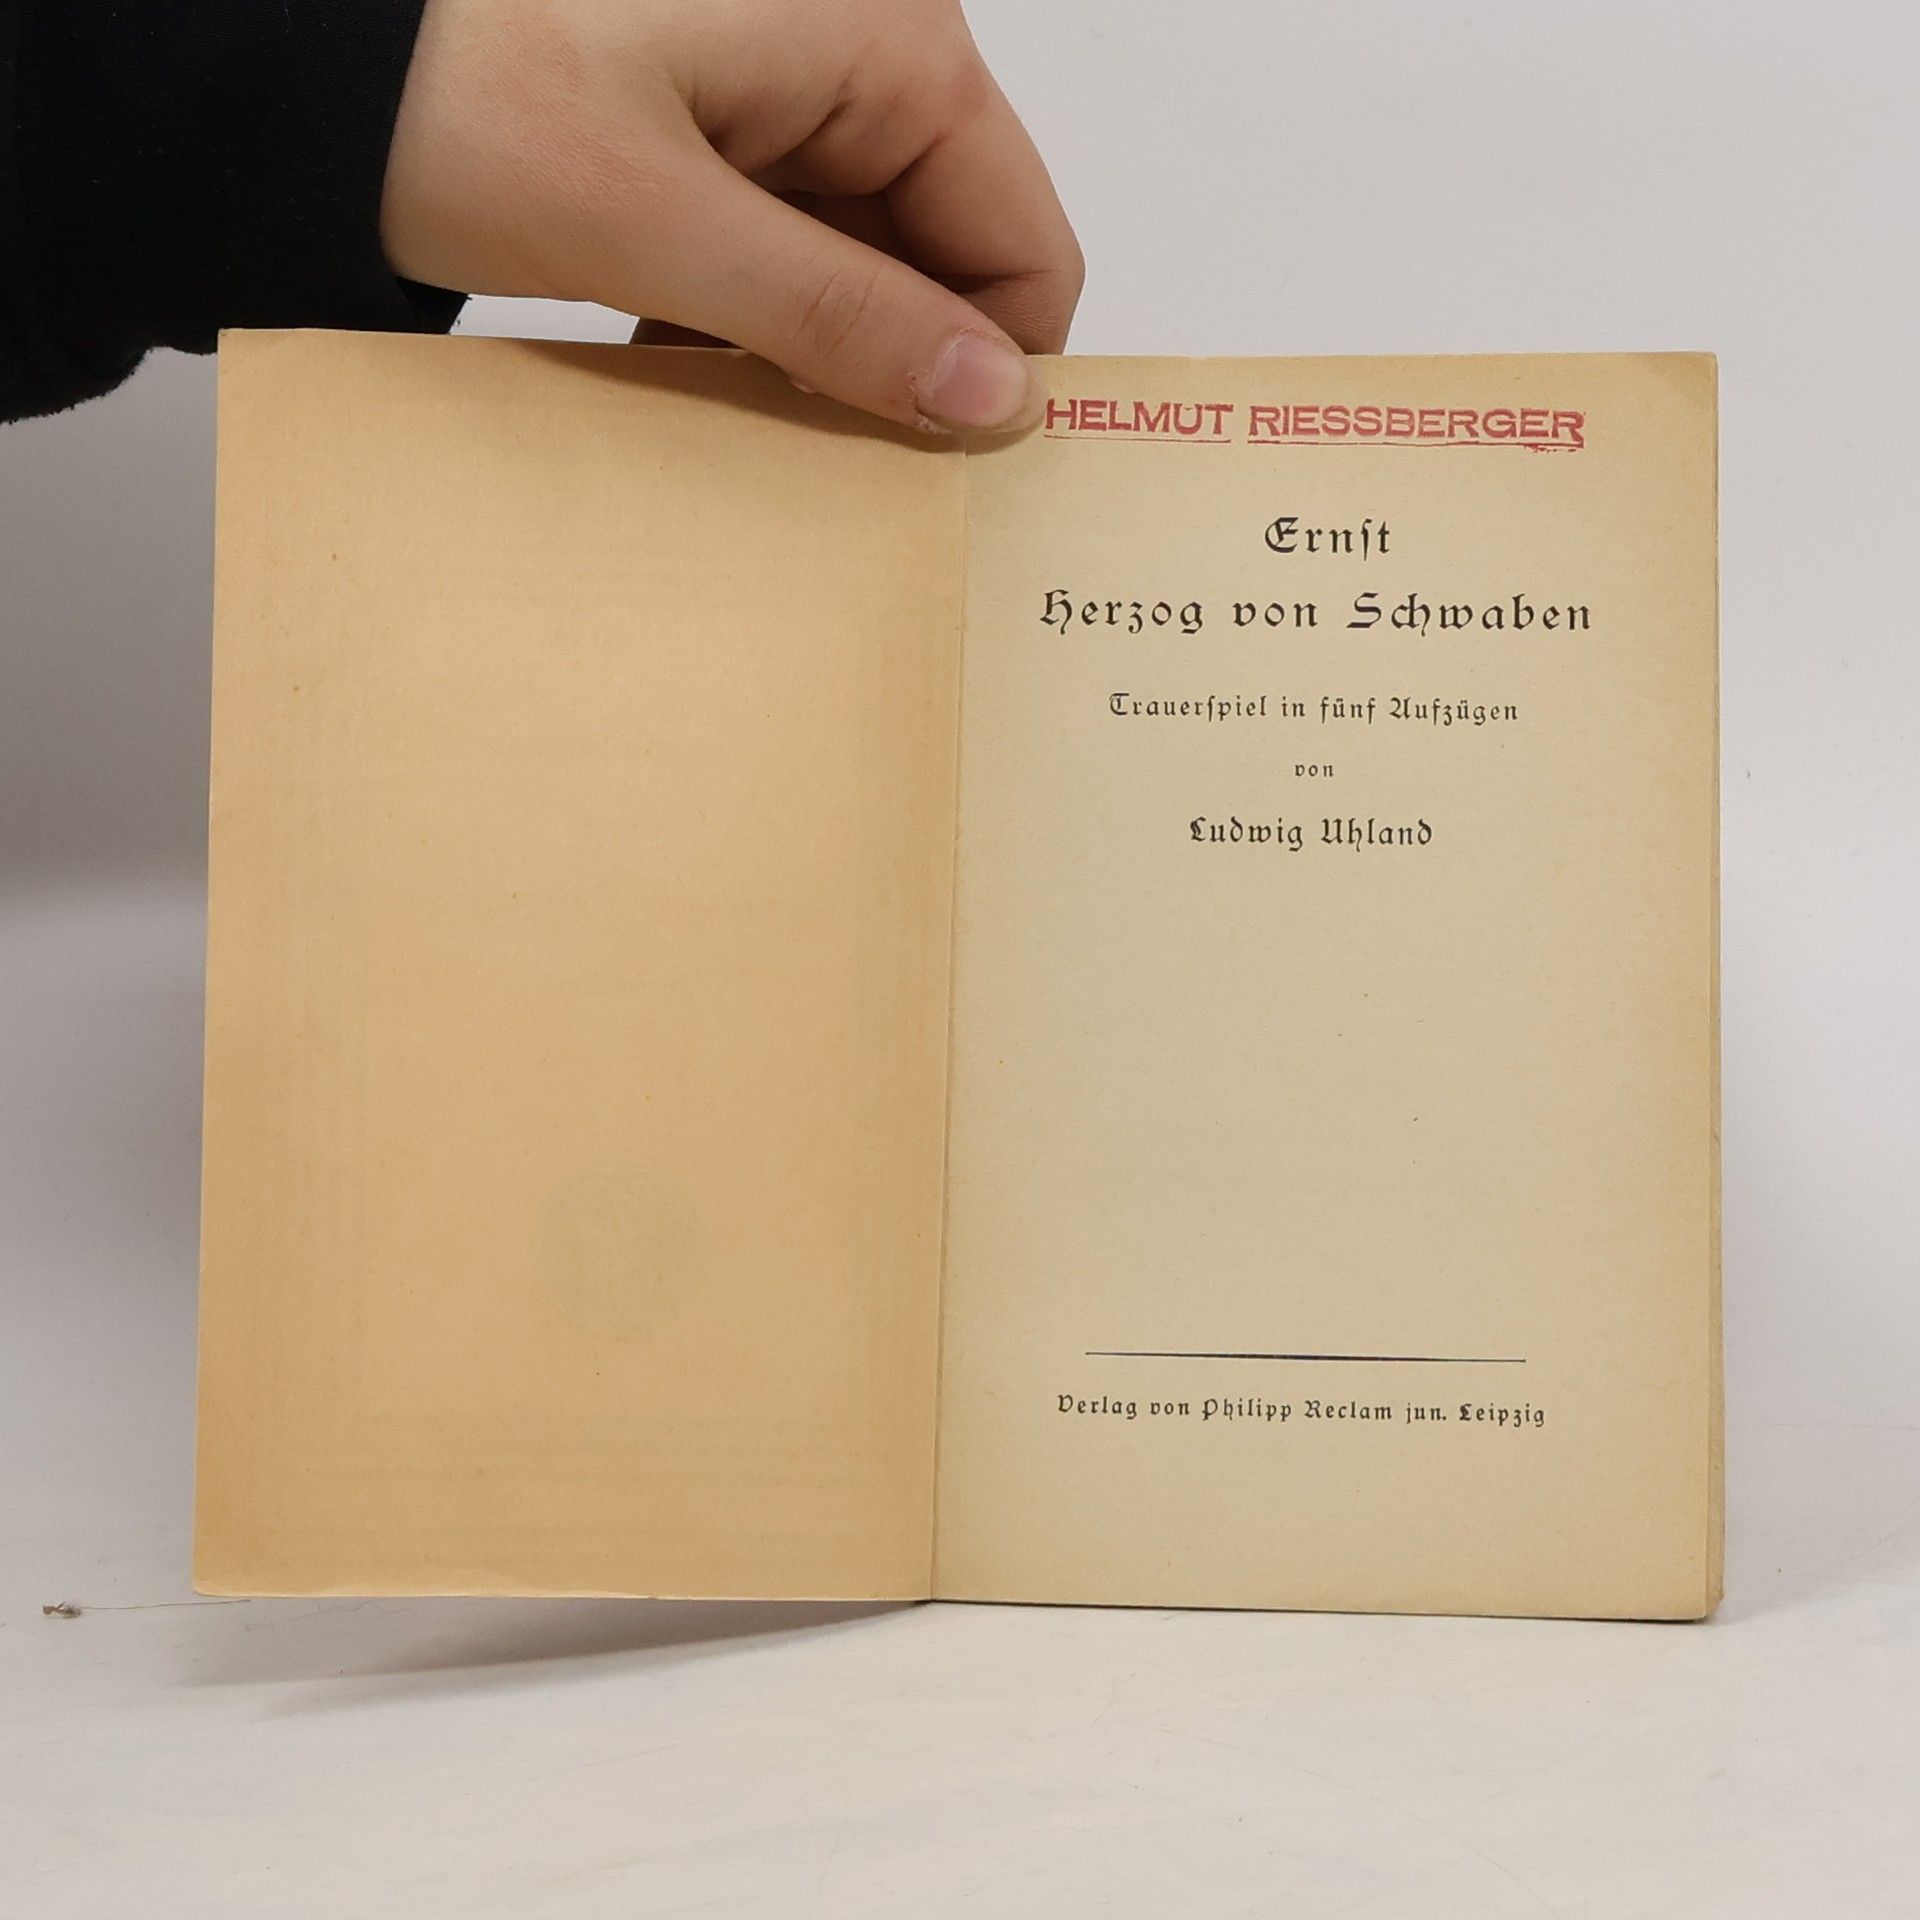 HELMUT RIESSBERGER
Ernſt
Herzog von Schwaben
Trauerſpiel in fünf Aufzügen
von
Ludwig Uhland
Verlag von Philipp Reclam jun. Leipzig